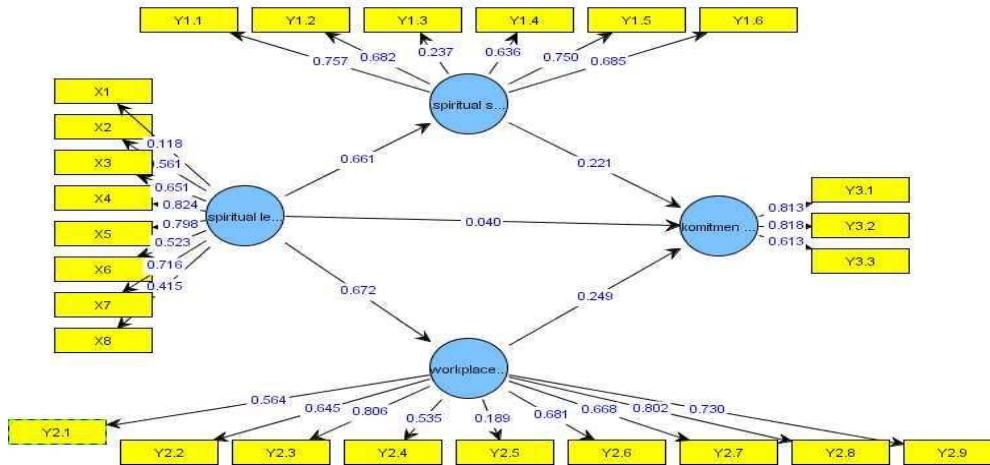 Y1.1 Y1.2 Y1.3 Y1.4 Y1.5 Y1.6
0.757 0.682 0.237 0.636 0.750 0.685
spiritual s...
X1
X2
X3
X4
X5
X6
X7
X8
0.118
0.561
0.651
0.824
0.798
0.523
0.716
0.415
spiritual le...
0.661
0.221
0.040
0.672
0.249
komitmen ...
0.813
0.818
0.613
Y3.1
Y3.2
Y3.3
workplace...
0.564 0.645 0.806 0.535 0.189 0.681 0.668 0.802 0.730
Y2.1
Y2.2 Y2.3 Y2.4 Y2.5 Y2.6 Y2.7 Y2.8 Y2.9